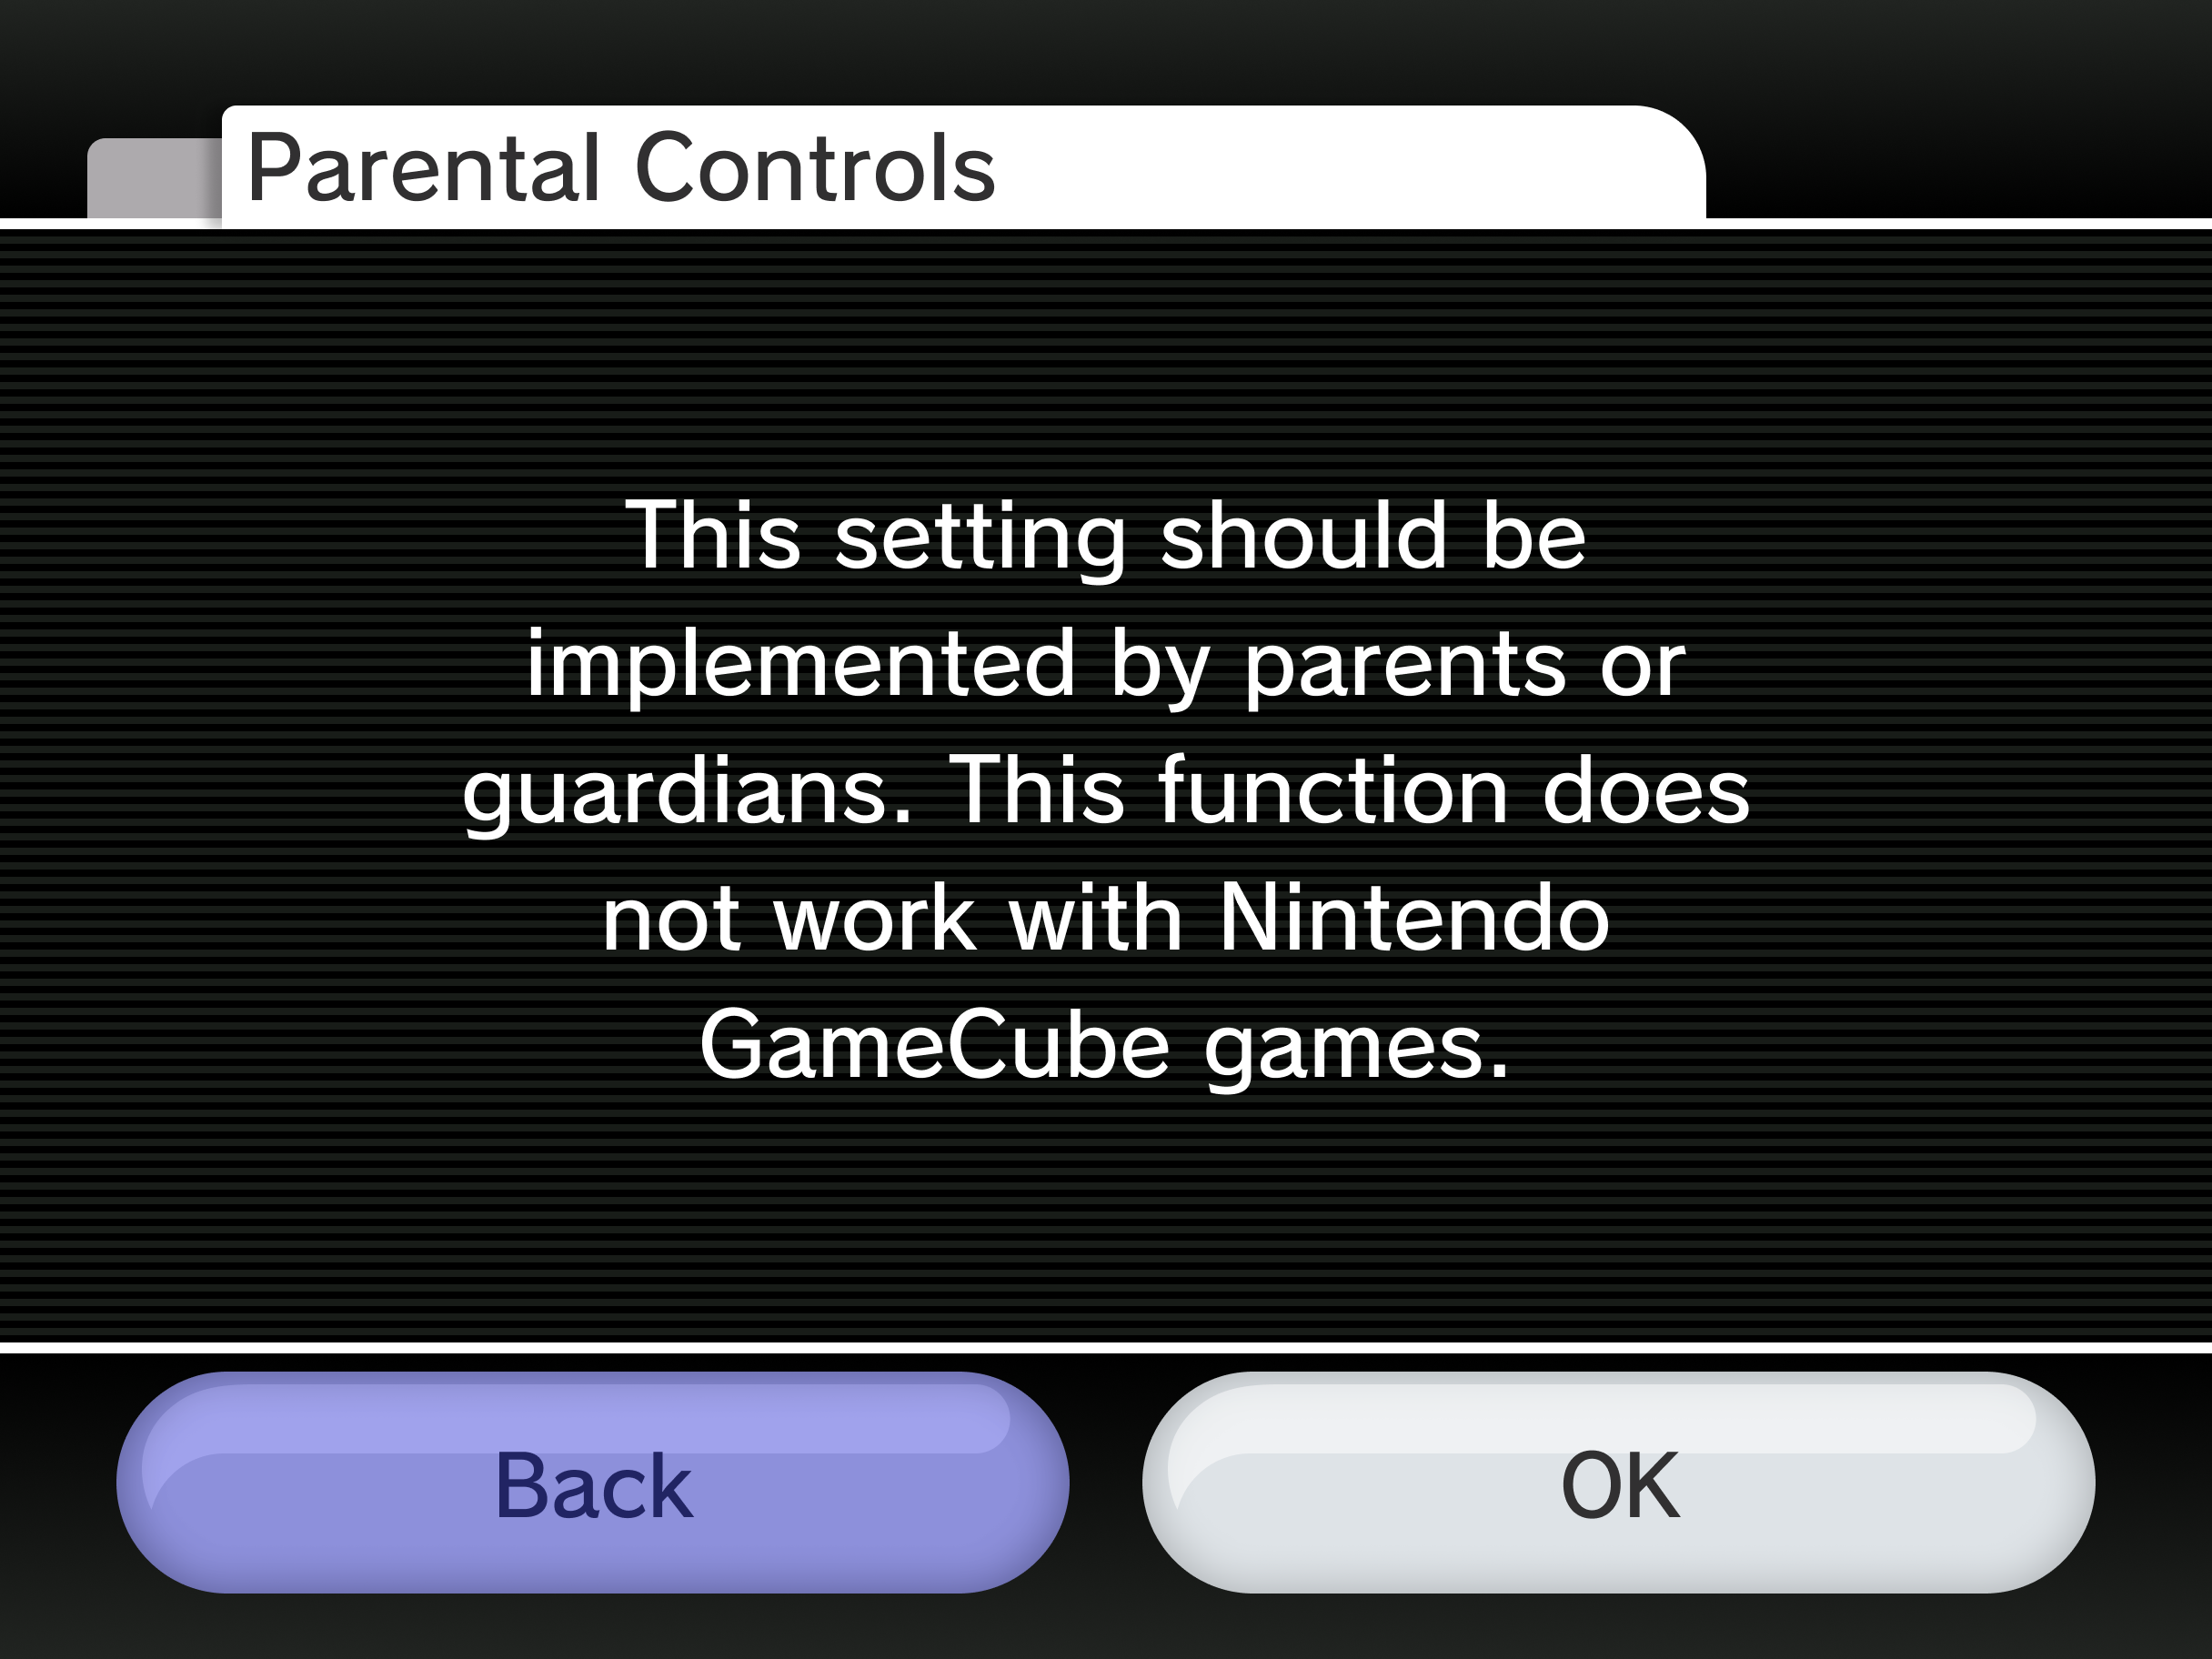 Parental Controls
This setting should be
implemented by parents or
guardians. This function does
not work with Nintendo
GameCube games.
Back
OK